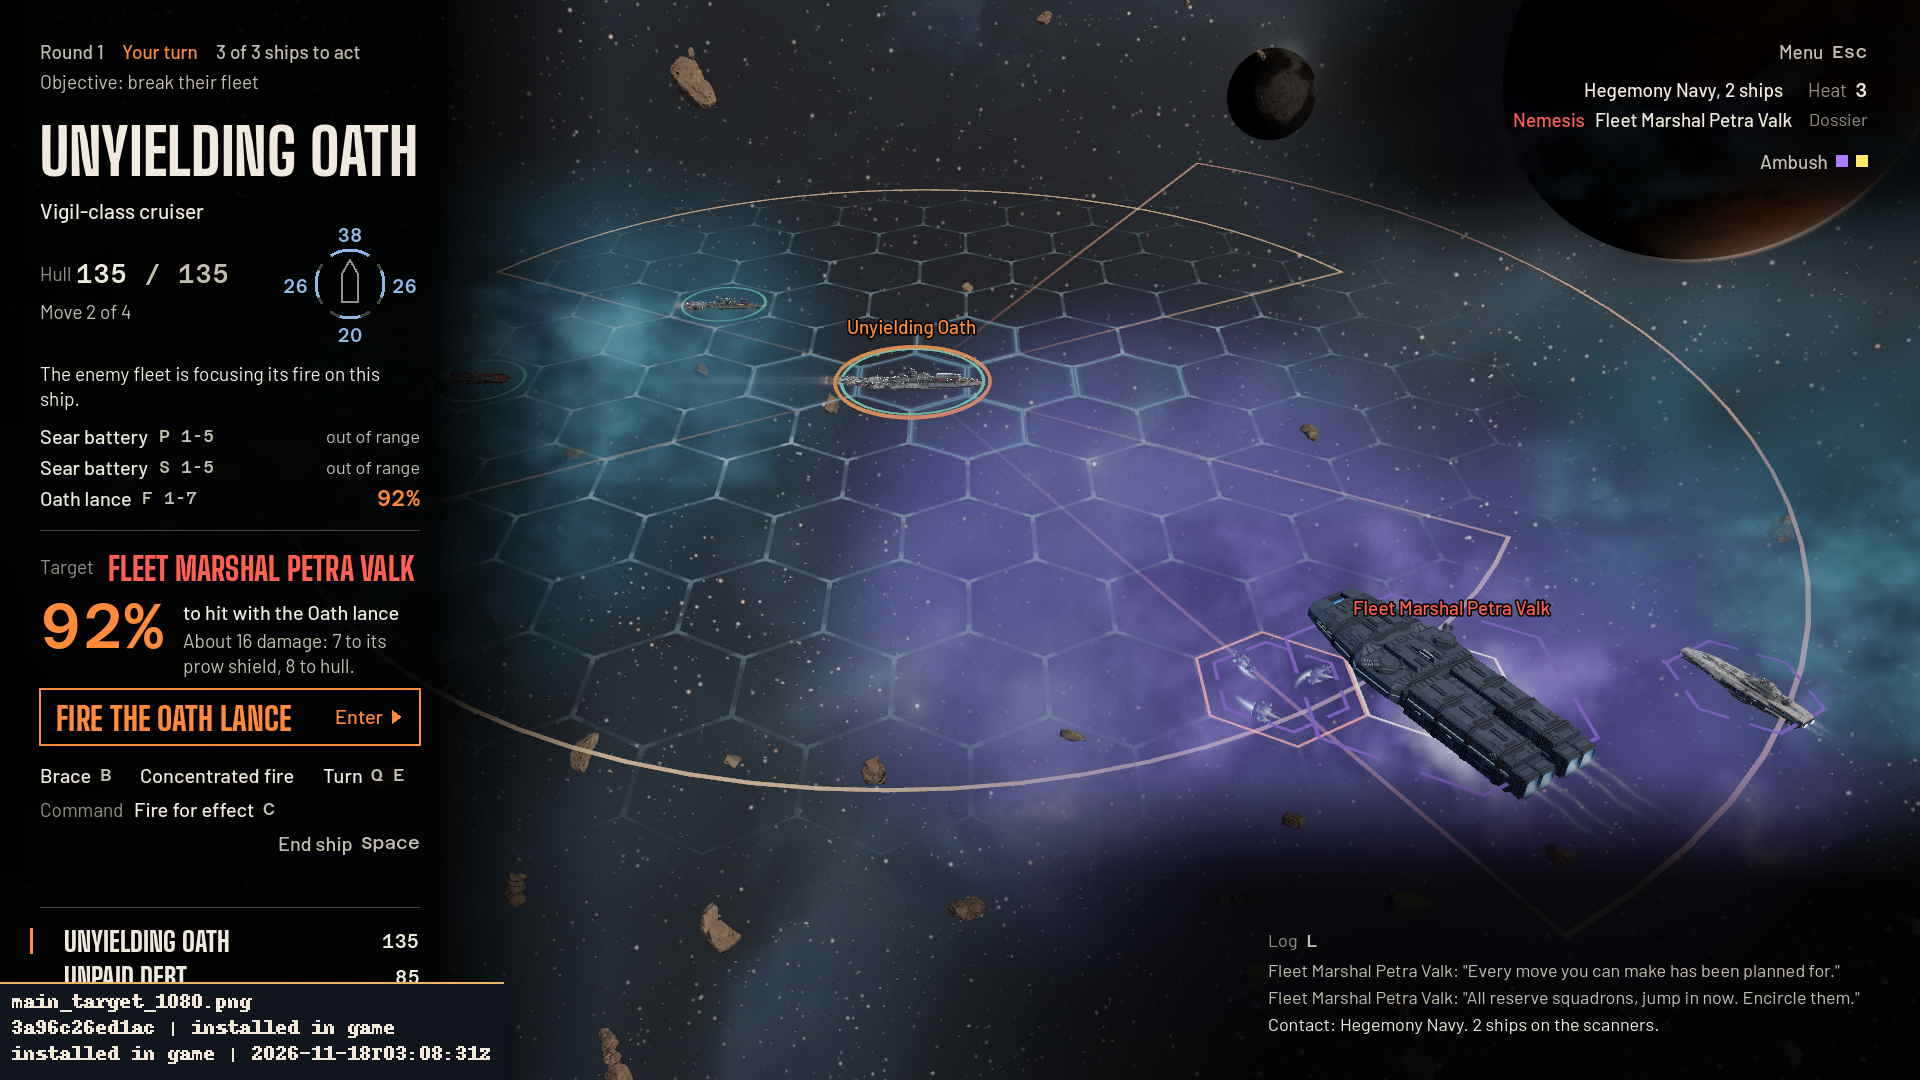 Round 1 Your turn 3 of 3 ships to act
Objective: break their fleet
UNYIELDING OATH
Vigil-class cruiser
38
Hull 135 / 135
26 26
Move 2 of 4
20
The enemy fleet is focusing its fire on this
ship.
Sear battery P 1-5 out of range
Sear battery S 1-5 out of range
Oath lance F 1-7 92%
Target FLEET MARSHAL PETRA VALK
92% to hit with the Oath lance
About 16 damage: 7 to its
prow shield, 8 to hull.
FIRE THE OATH LANCE Enter
Brace B Concentrated fire Turn Q E
Command Fire for effect C
End ship Space
UNYIELDING OATH 135
UNPAID DEBT 85
main_target_1080.png
3a96c26ed1ac | installed in game
installed in game | 2026-11-18T03:08:31Z
Unyielding Oath
Fleet Marshal Petra Valk
Menu Esc
Hegemony Navy, 2 ships Heat 3
Nemesis Fleet Marshal Petra Valk Dossier
Ambush
Log L
Fleet Marshal Petra Valk: "Every move you can make has been planned for."
Fleet Marshal Petra Valk: "All reserve squadrons, jump in now. Encircle them."
Contact: Hegemony Navy. 2 ships on the scanners.